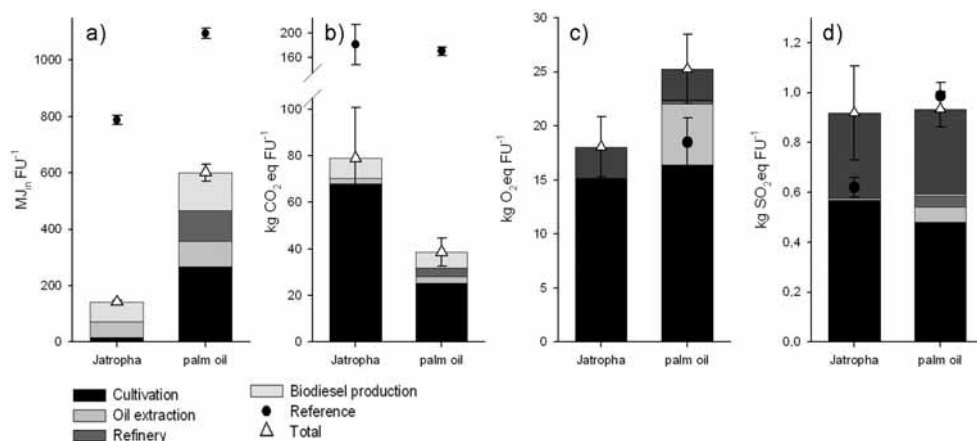 a)
MJin FU-1
1000
800
600
400
200
0
Jatropha
palm oil
b)
kg CO2 eq FU-1
200
160
100
80
60
40
20
0
Jatropha
palm oil
c)
kg O2eq FU-1
30
25
20
15
10
5
0
Jatropha
palm oil
d)
kg SO2eq FU-1
1,2
1,0
0,8
0,6
0,4
0,2
0,0
Jatropha
palm oil
Cultivation
Oil extraction
Refinery
Biodiesel production
Reference
Total